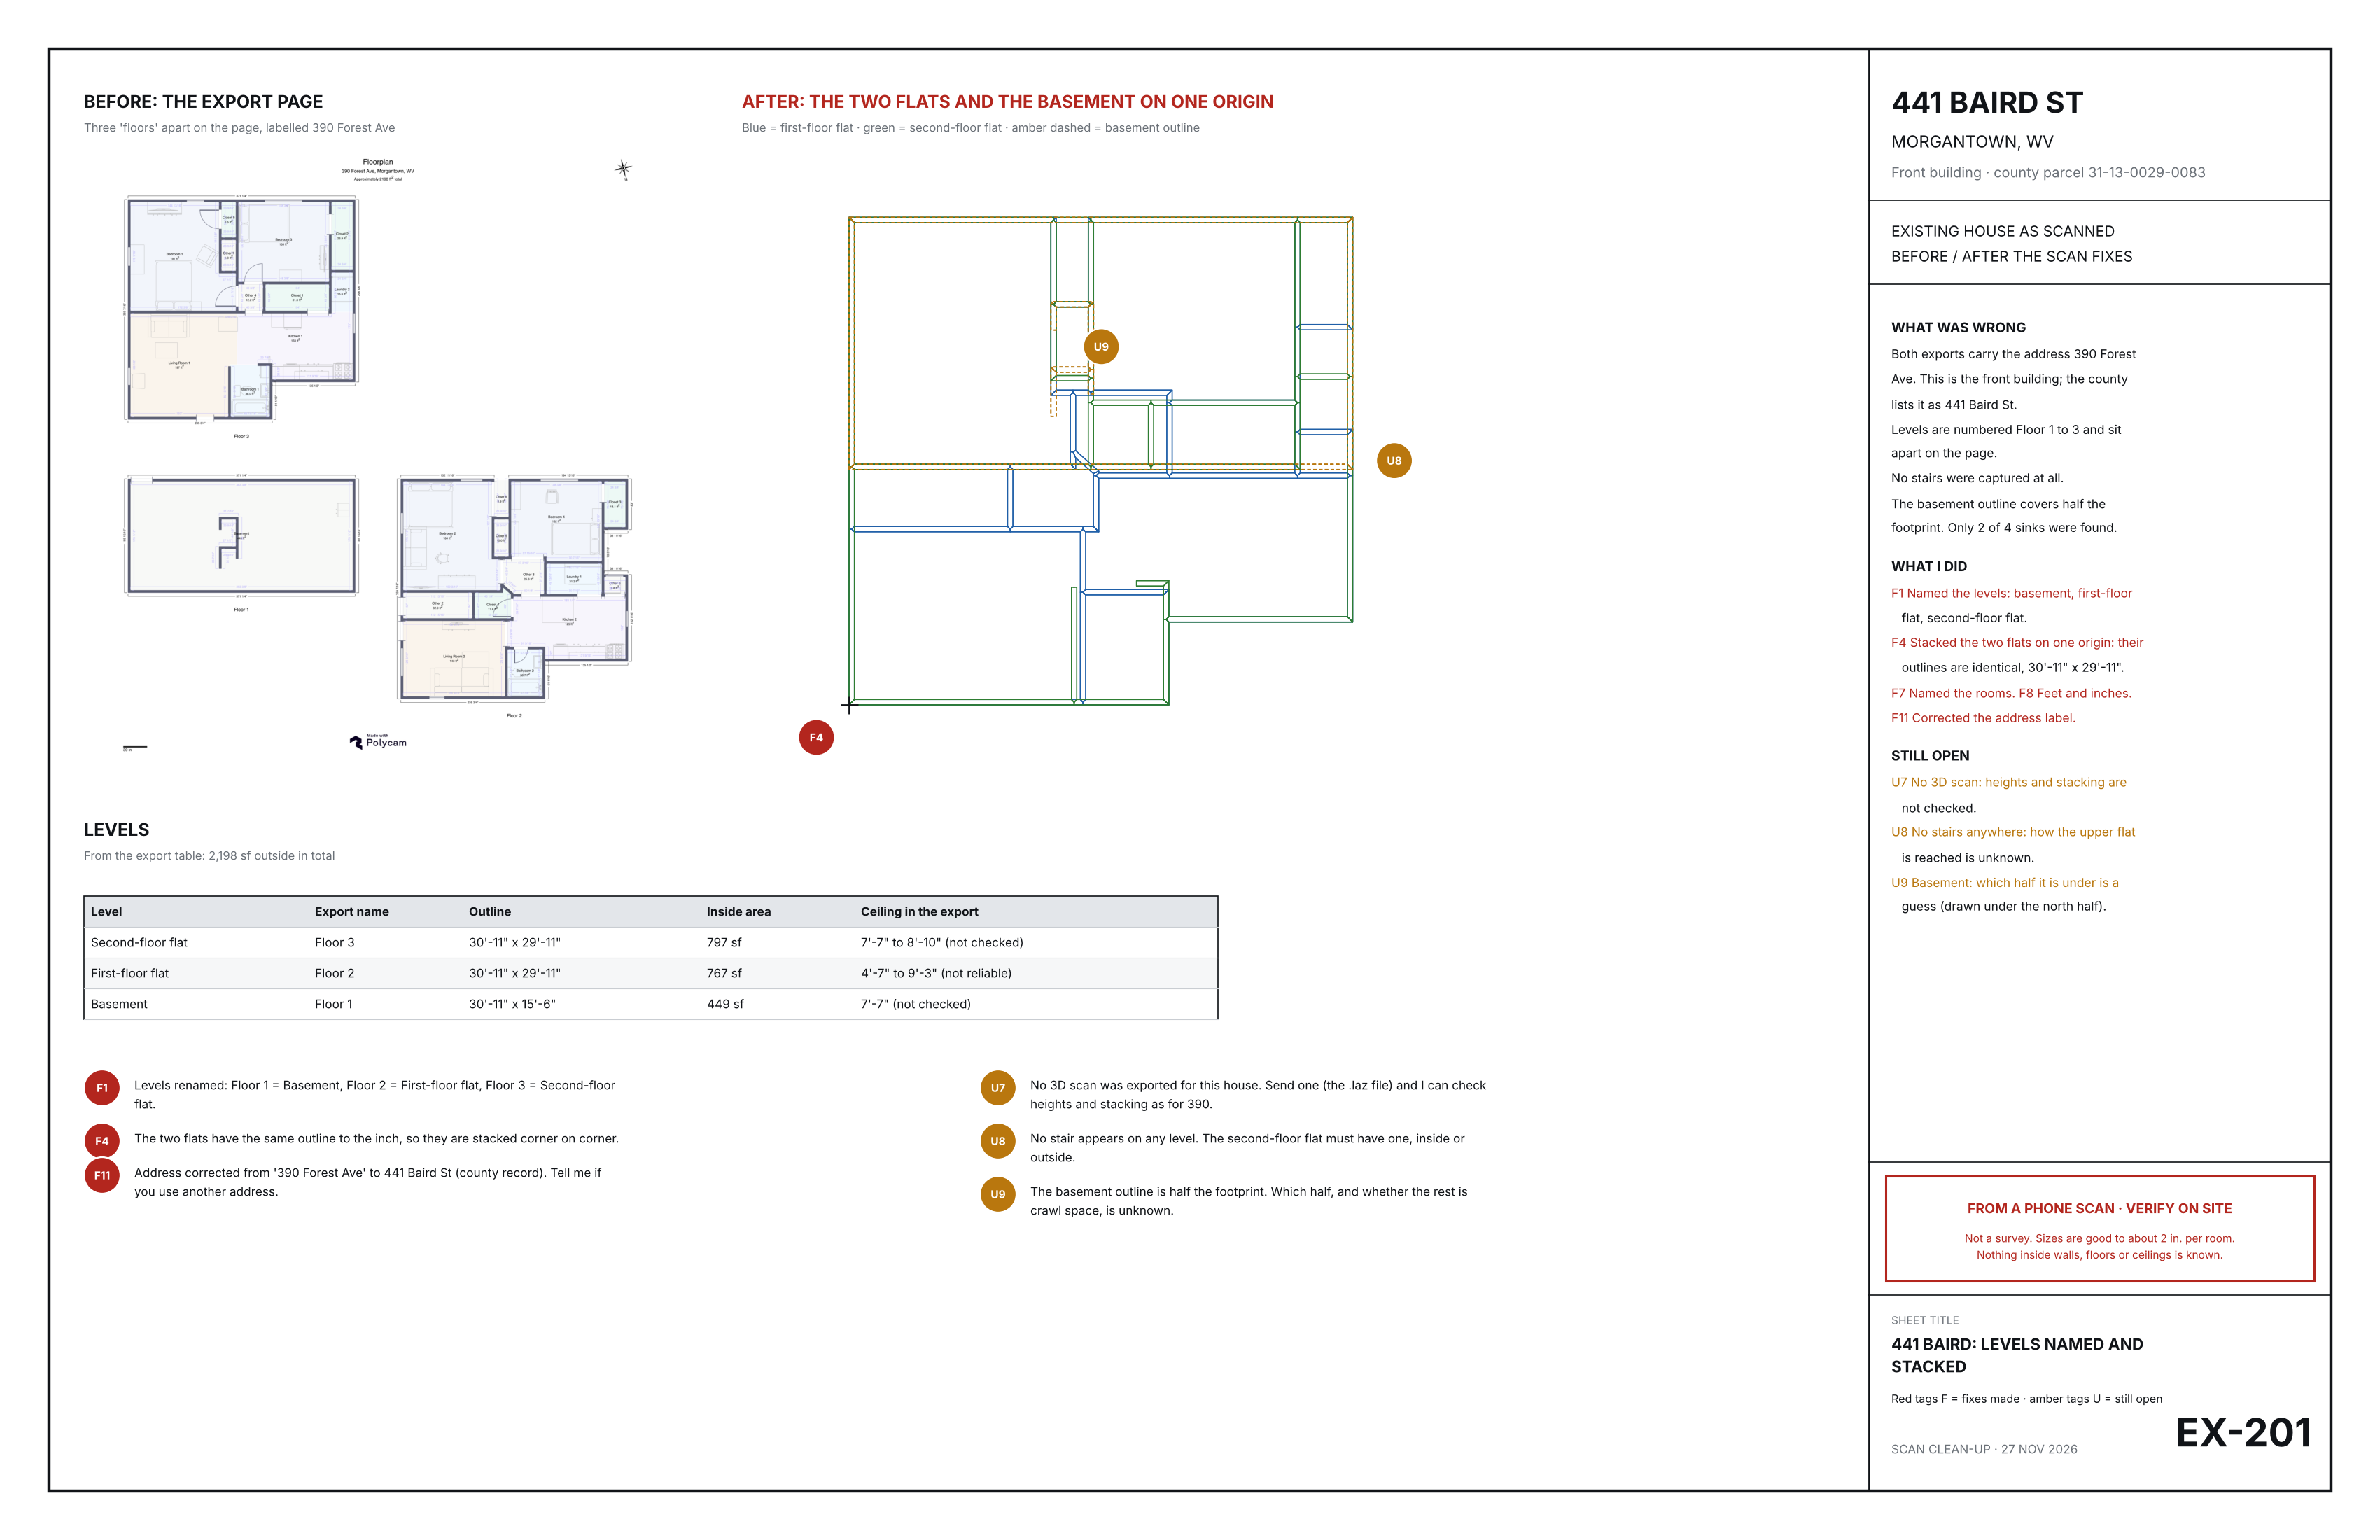 BEFORE: THE EXPORT PAGE
Three 'floors' apart on the page, labelled 390 Forest Ave
Floorplan
390 Forest Ave, Morgantown, WV
Floor 3
Floor 1
Floor 2
Made with
Polycam
AFTER: THE TWO FLATS AND THE BASEMENT ON ONE ORIGIN
Blue = first-floor flat · green = second-floor flat · amber dashed = basement outline
U9
U8
F4
LEVELS
From the export table: 2,198 sf outside in total
Level Export name Outline Inside area Ceiling in the export
Second-floor flat Floor 3 30'-11" x 29'-11" 797 sf 7'-7" to 8'-10" (not checked)
First-floor flat Floor 2 30'-11" x 29'-11" 767 sf 4'-7" to 9'-3" (not reliable)
Basement Floor 1 30'-11" x 15'-6" 449 sf 7'-7" (not checked)
F1 Levels renamed: Floor 1 = Basement, Floor 2 = First-floor flat, Floor 3 = Second-floor
flat.
F4 The two flats have the same outline to the inch, so they are stacked corner on corner.
F11 Address corrected from '390 Forest Ave' to 441 Baird St (county record). Tell me if
you use another address.
U7 No 3D scan was exported for this house. Send one (the .laz file) and I can check
heights and stacking as for 390.
U8 No stair appears on any level. The second-floor flat must have one, inside or
outside.
U9 The basement outline is half the footprint. Which half, and whether the rest is
crawl space, is unknown.
441 BAIRD ST
MORGANTOWN, WV
Front building · county parcel 31-13-0029-0083
EXISTING HOUSE AS SCANNED
BEFORE / AFTER THE SCAN FIXES
WHAT WAS WRONG
Both exports carry the address 390 Forest
Ave. This is the front building; the county
lists it as 441 Baird St.
Levels are numbered Floor 1 to 3 and sit
apart on the page.
No stairs were captured at all.
The basement outline covers half the
footprint. Only 2 of 4 sinks were found.
WHAT I DID
F1 Named the levels: basement, first-floor
flat, second-floor flat.
F4 Stacked the two flats on one origin: their
outlines are identical, 30'-11" x 29'-11".
F7 Named the rooms. F8 Feet and inches.
F11 Corrected the address label.
STILL OPEN
U7 No 3D scan: heights and stacking are
not checked.
U8 No stairs anywhere: how the upper flat
is reached is unknown.
U9 Basement: which half it is under is a
guess (drawn under the north half).
FROM A PHONE SCAN · VERIFY ON SITE
Not a survey. Sizes are good to about 2 in. per room.
Nothing inside walls, floors or ceilings is known.
SHEET TITLE
441 BAIRD: LEVELS NAMED AND
STACKED
Red tags F = fixes made · amber tags U = still open
SCAN CLEAN-UP · 27 NOV 2026
EX-201